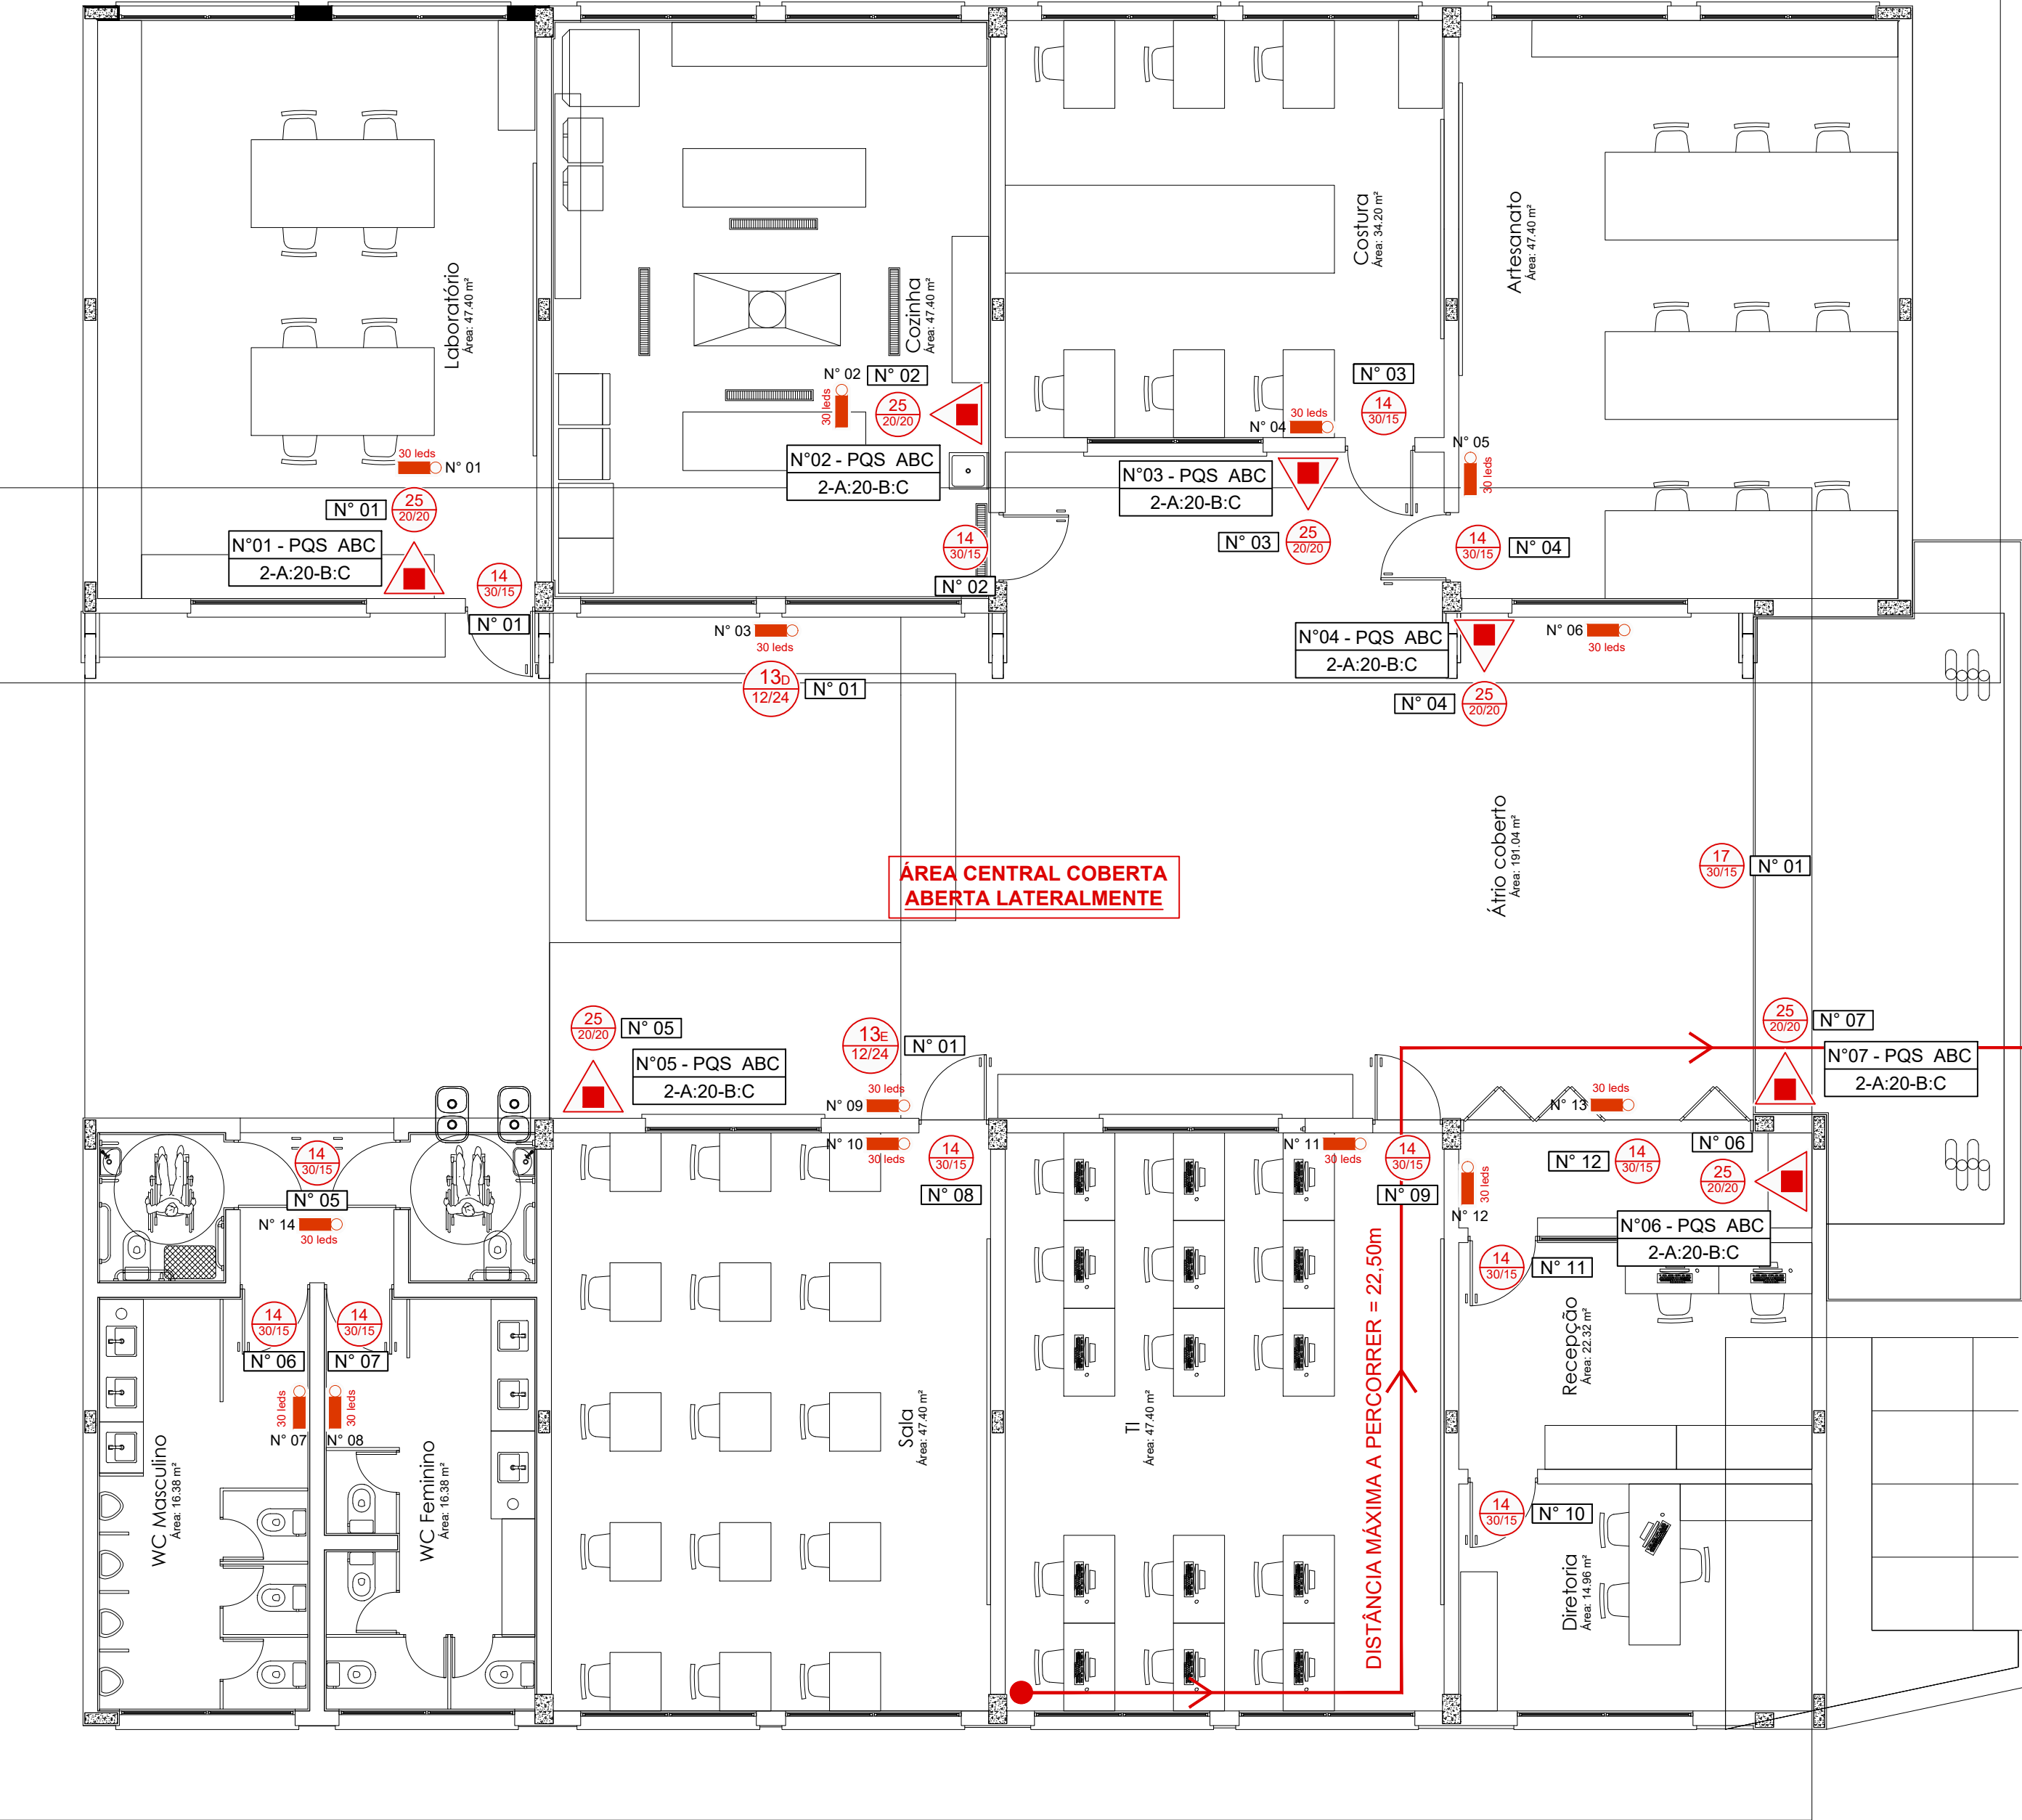 Laboratório
Área: 47.40 m²
30 leds
N° 01
N° 01
25
20/20
N°01 - PQS ABC
2-A:20-B:C
14
30/15
N° 01
Cozinha
Área: 47.40 m²
N° 02
30 leds
N° 02
25
20/20
N°02 - PQS ABC
2-A:20-B:C
14
30/15
N° 02
Costura
Área: 34.20 m²
N° 03
14
30/15
30 leds
N° 04
N°03 - PQS ABC
2-A:20-B:C
N° 03
25
20/20
Artesanato
Área: 47.40 m²
N° 05
30 leds
14
30/15
N° 04
N° 03
30 leds
13D
12/24
N° 01
N°04 - PQS ABC
2-A:20-B:C
N° 04
25
20/20
N° 06
30 leds
ÁREA CENTRAL COBERTA
ABERTA LATERALMENTE
Átrio coberto
Área: 191.04 m²
17
30/15
N° 01
25
20/20
N° 05
N°05 - PQS ABC
2-A:20-B:C
13E
12/24
N° 01
30 leds
N° 09
25
20/20
N° 07
N°07 - PQS ABC
2-A:20-B:C
30 leds
N° 13
14
30/15
N° 05
N° 14
30 leds
N° 10
30 leds
14
30/15
N° 08
N° 11
30 leds
14
30/15
N° 09
30 leds
N° 12
N° 12
14
30/15
N° 06
25
20/20
N°06 - PQS ABC
2-A:20-B:C
14
30/15
N° 11
14
30/15
N° 06
14
30/15
N° 07
30 leds
N° 07
30 leds
N° 08
WC Masculino
Área: 16.38 m²
WC Feminino
Área: 16.38 m²
Sala
Área: 47.40 m²
TI
Área: 47.40 m²
DISTÂNCIA MÁXIMA A PERCORRER = 22,50m
Recepção
Área: 22.32 m²
14
30/15
N° 10
Diretoria
Área: 14.96 m²